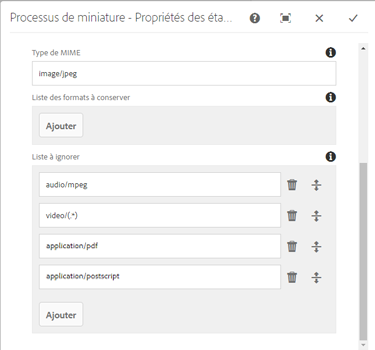 Processus de miniature - Propriétés des éta...
Type de MIME
image/jpeg
Liste des formats à conserver
Ajouter
Liste à ignorer
audio/mpeg
video/(.*)
application/pdf
application/postscript
Ajouter